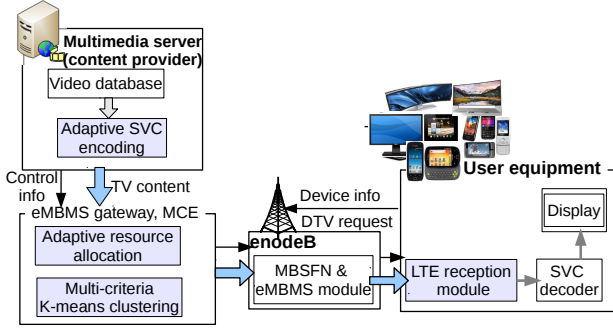 Multimedia server
(content provider)
Video database
Adaptive SVC
encoding
Control
info
TV content
eMBMS gateway, MCE
Adaptive resource
allocation
Multi-criteria
K-means clustering
Device info
DTV request
enodeB
MBSFN &
eMBMS module
User equipment
Display
LTE reception
module
SVC
decoder